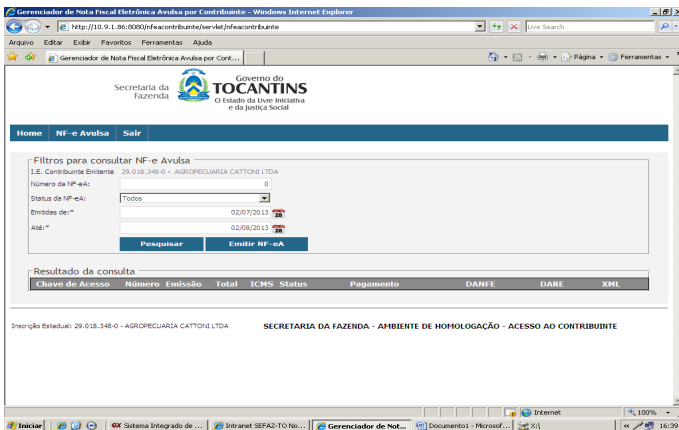 Gerenciador de Nota Fiscal Eletrônica Avulsa por Contribuinte - Windows Internet Explorer
http://10.9.1.86:8080/nfeacontribuinte/servlet/nfeacontribuinte
Live Search
Arquivo Editar Exibir Favoritos Ferramentas Ajuda
Gerenciador de Nota Fiscal Eletrônica Avulsa por Cont...
Página Ferramentas
Secretaria da Fazenda
Governo do
TOCANTINS
O Estado da Livre Iniciativa
e da Justiça Social
Home NF-e Avulsa Sair
Filtros para consultar NF-e Avulsa
I.E. Contribuinte Emitente 29.018.348-0 - AGROPECUARIA CATTONI LTDA
Número da NF-eA: 0
Status da NF-eA: Todos
Emitidas de:* 02/07/2013 28
Até:* 02/08/2013 28
Pesquisar Emitir NF-eA
Resultado da consulta
Chave de Acesso Número Emissão Total ICMS Status Pagamento DANFE DARE XML
Inscrição Estadual: 29.018.348-0 - AGROPECUARIA CATTONI LTDA SECRETARIA DA FAZENDA - AMBIENTE DE HOMOLOGAÇÃO - ACESSO AO CONTRIBUINTE
Internet 100%
Iniciar GX Sistema Integrado de ... Intranet SEFAZ-TO No... Gerenciador de Not... Documento1 - Microsof... X:\ 16:39